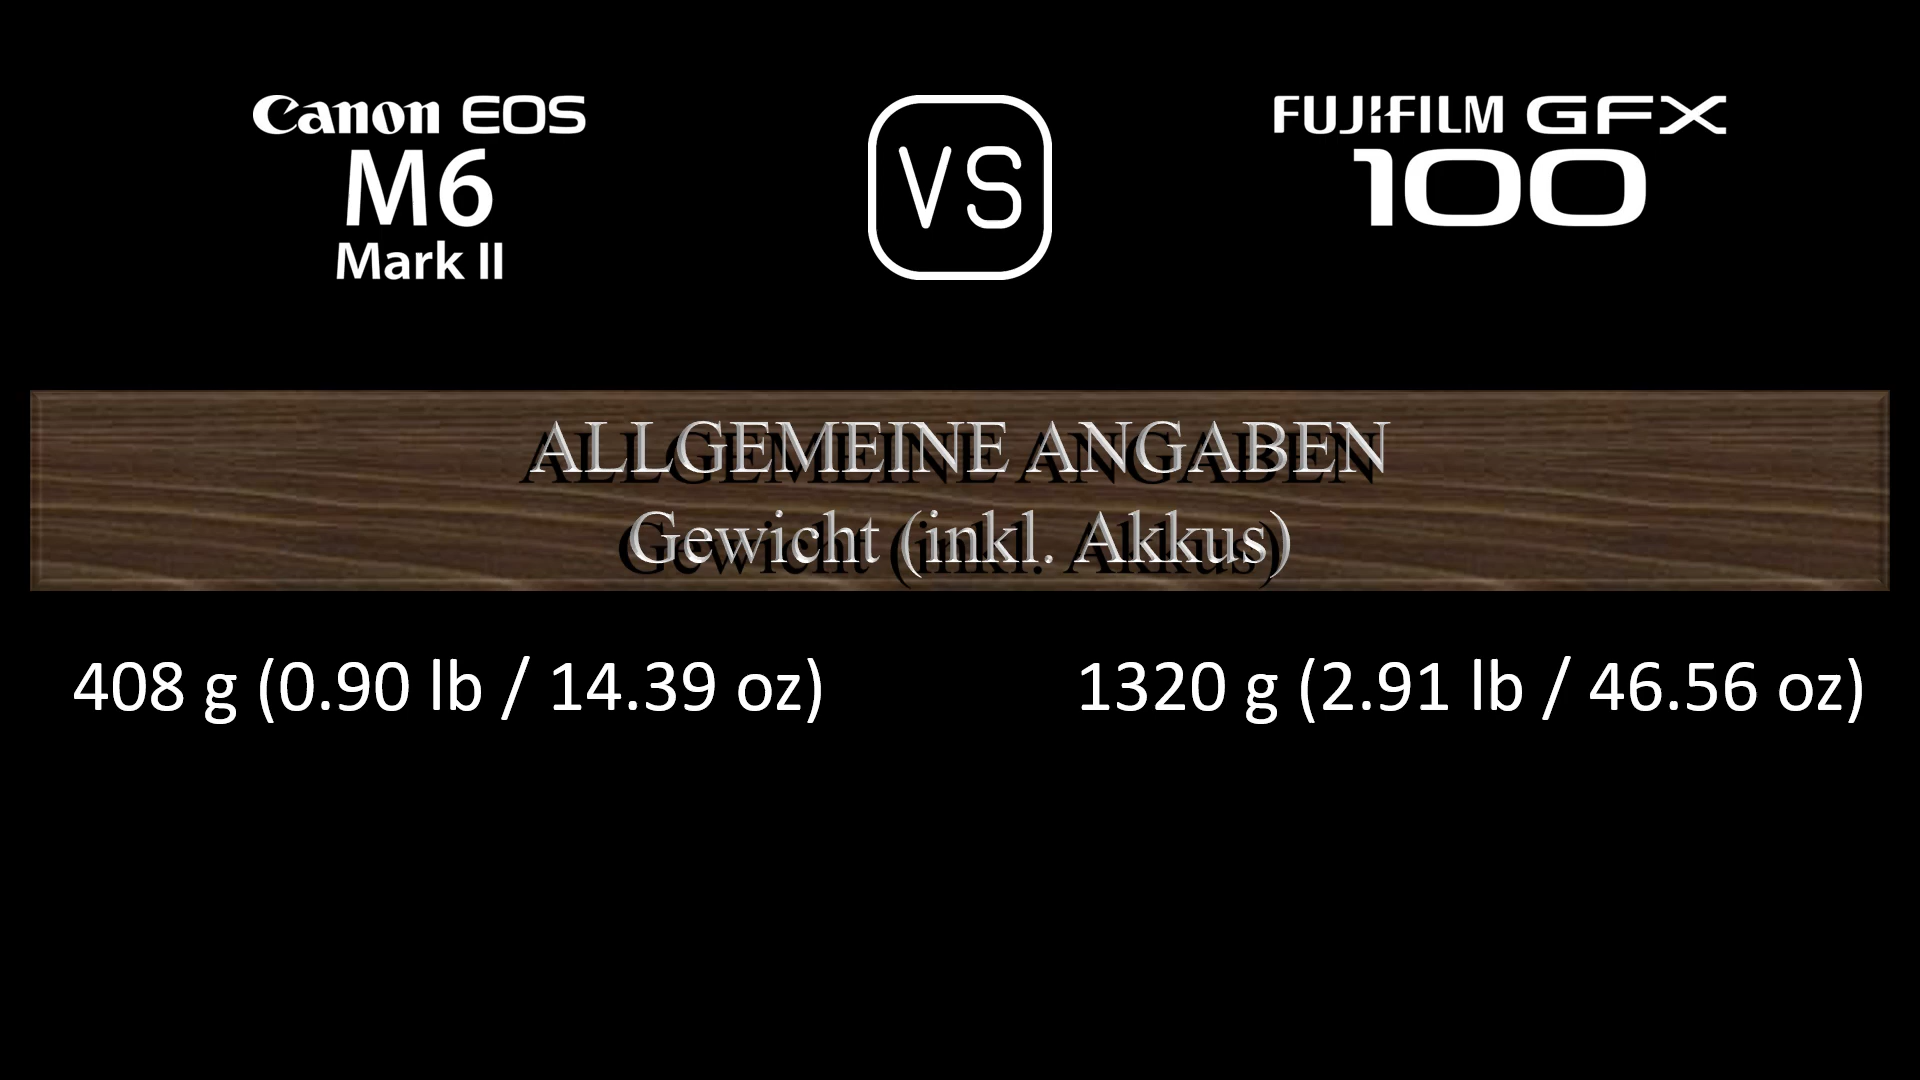 Canon EOS
M6
Mark II
VS
FUJIFILM GFX
100
ALLGEMEINE ANGABEN
Gewicht (inkl. Akkus)
408 g (0.90 lb / 14.39 oz)
1320 g (2.91 lb / 46.56 oz)